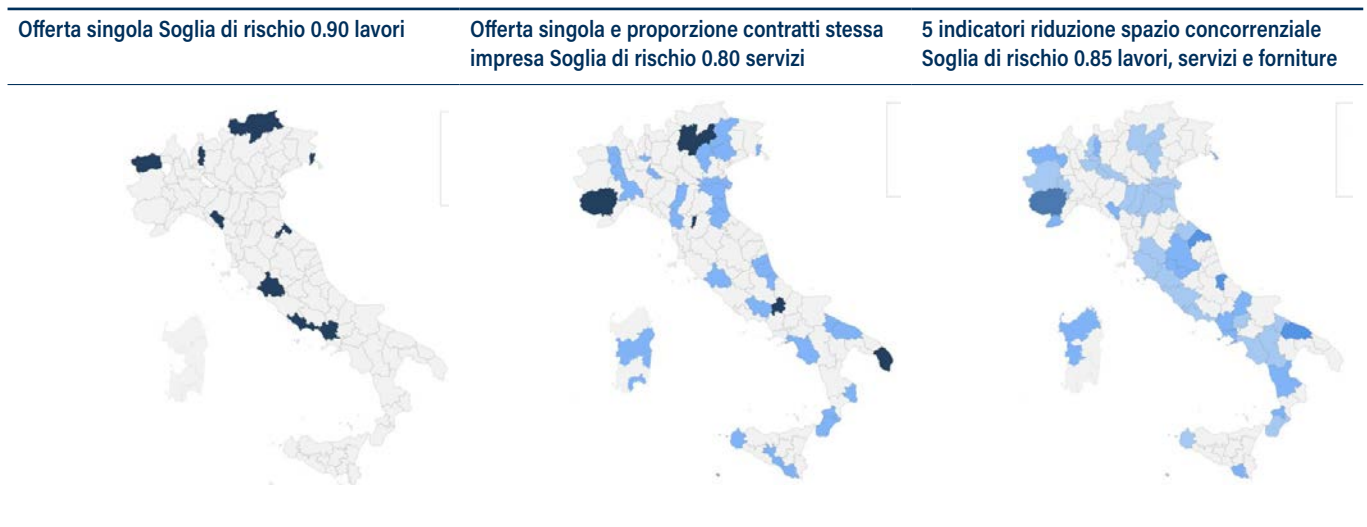 Offerta singola Soglia di rischio 0.90 lavori
Offerta singola e proporzione contratti stessa
impresa Soglia di rischio 0.80 servizi
5 indicatori riduzione spazio concorrenziale
Soglia di rischio 0.85 lavori, servizi e forniture